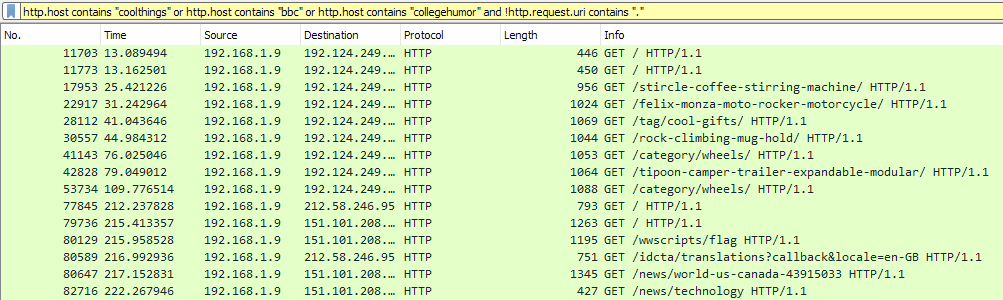 http.host contains "coolthings" or http.host contains "bbc" or http.host contains "collegehumor" and !http.request.uri contains "."
No. Time Source Destination Protocol Length Info
11703 13.089494 192.168.1.9 192.124.249.… HTTP 446 GET / HTTP/1.1
11773 13.162501 192.168.1.9 192.124.249.… HTTP 450 GET / HTTP/1.1
17953 25.421226 192.168.1.9 192.124.249.… HTTP 956 GET /stircle-coffee-stirring-machine/ HTTP/1.1
22917 31.242964 192.168.1.9 192.124.249.… HTTP 1024 GET /felix-monza-moto-rocker-motorcycle/ HTTP/1.1
28112 41.043646 192.168.1.9 192.124.249.… HTTP 1069 GET /tag/cool-gifts/ HTTP/1.1
30557 44.984312 192.168.1.9 192.124.249.… HTTP 1044 GET /rock-climbing-mug-hold/ HTTP/1.1
41143 76.025046 192.168.1.9 192.124.249.… HTTP 1053 GET /category/wheels/ HTTP/1.1
42828 79.049012 192.168.1.9 192.124.249.… HTTP 1064 GET /tipoon-camper-trailer-expandable-modular/ HTTP/1.1
53734 109.776514 192.168.1.9 192.124.249.… HTTP 1088 GET /category/wheels/ HTTP/1.1
77845 212.237828 192.168.1.9 212.58.246.95 HTTP 793 GET / HTTP/1.1
79736 215.413357 192.168.1.9 151.101.208.… HTTP 1263 GET / HTTP/1.1
80129 215.958528 192.168.1.9 151.101.208.… HTTP 1195 GET /wwscripts/flag HTTP/1.1
80589 216.992936 192.168.1.9 212.58.246.95 HTTP 751 GET /idcta/translations?callback&locale=en-GB HTTP/1.1
80647 217.152831 192.168.1.9 151.101.208.… HTTP 1345 GET /news/world-us-canada-43915033 HTTP/1.1
82716 222.267946 192.168.1.9 151.101.208.… HTTP 427 GET /news/technology HTTP/1.1